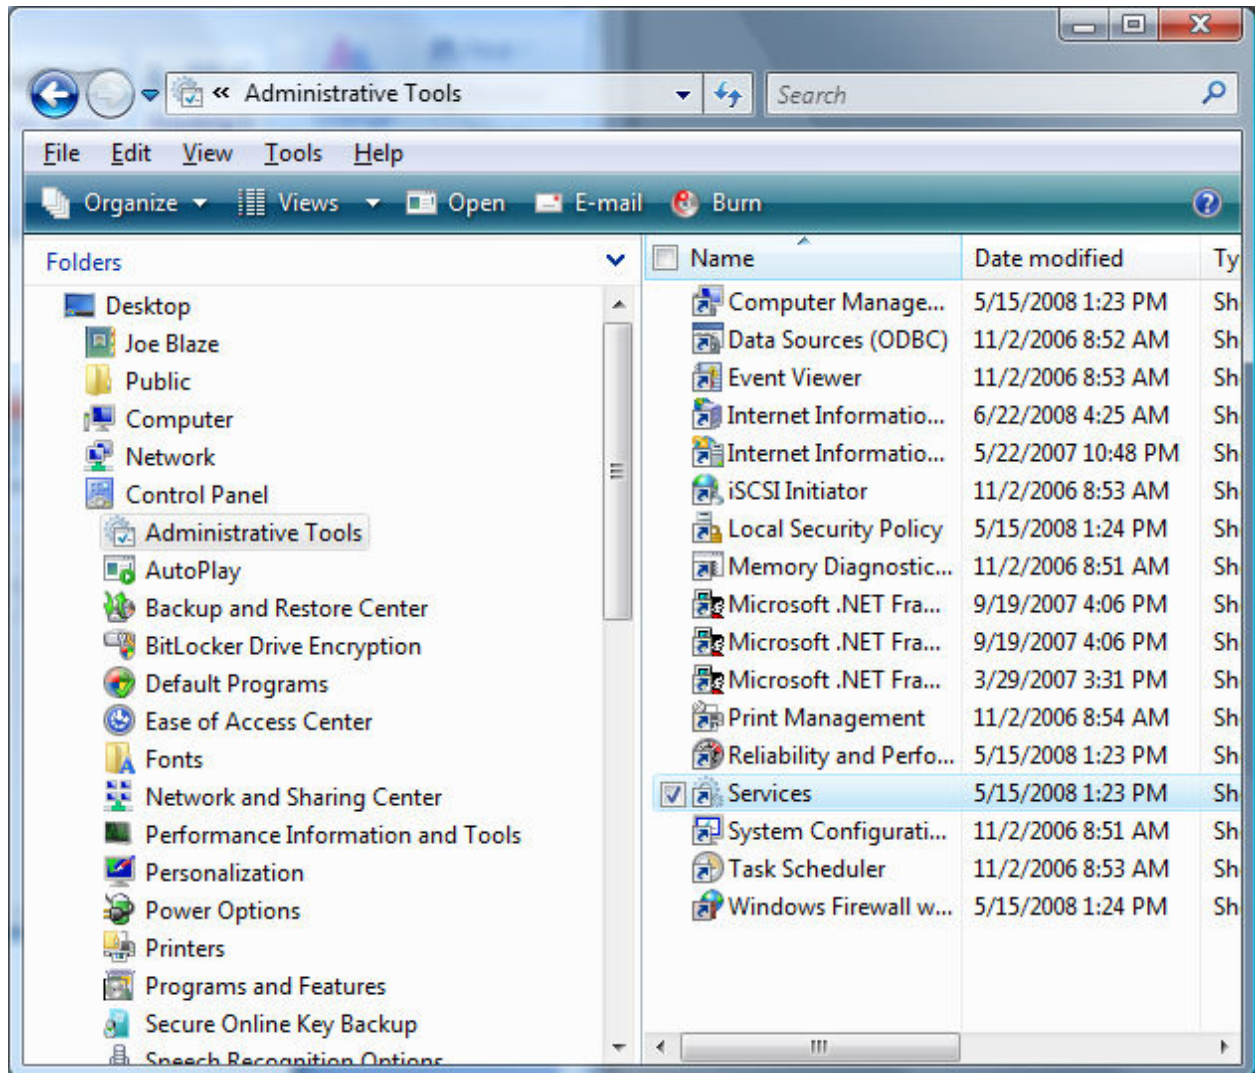 « Administrative Tools
Search
File Edit View Tools Help
Organize Views Open E-mail Burn
Folders
Desktop
Joe Blaze
Public
Computer
Network
Control Panel
Administrative Tools
AutoPlay
Backup and Restore Center
BitLocker Drive Encryption
Default Programs
Ease of Access Center
Fonts
Network and Sharing Center
Performance Information and Tools
Personalization
Power Options
Printers
Programs and Features
Secure Online Key Backup
Speech Recognition Options
Name Date modified Ty
Computer Manage... 5/15/2008 1:23 PM Sh
Data Sources (ODBC) 11/2/2006 8:52 AM Sh
Event Viewer 11/2/2006 8:53 AM Sh
Internet Informatio... 6/22/2008 4:25 AM Sh
Internet Informatio... 5/22/2007 10:48 PM Sh
iSCSI Initiator 11/2/2006 8:53 AM Sh
Local Security Policy 5/15/2008 1:24 PM Sh
Memory Diagnostic... 11/2/2006 8:51 AM Sh
Microsoft .NET Fra... 9/19/2007 4:06 PM Sh
Microsoft .NET Fra... 9/19/2007 4:06 PM Sh
Microsoft .NET Fra... 3/29/2007 3:31 PM Sh
Print Management 11/2/2006 8:54 AM Sh
Reliability and Perfo... 5/15/2008 1:23 PM Sh
Services 5/15/2008 1:23 PM Sh
System Configurati... 11/2/2006 8:51 AM Sh
Task Scheduler 11/2/2006 8:53 AM Sh
Windows Firewall w... 5/15/2008 1:24 PM Sh